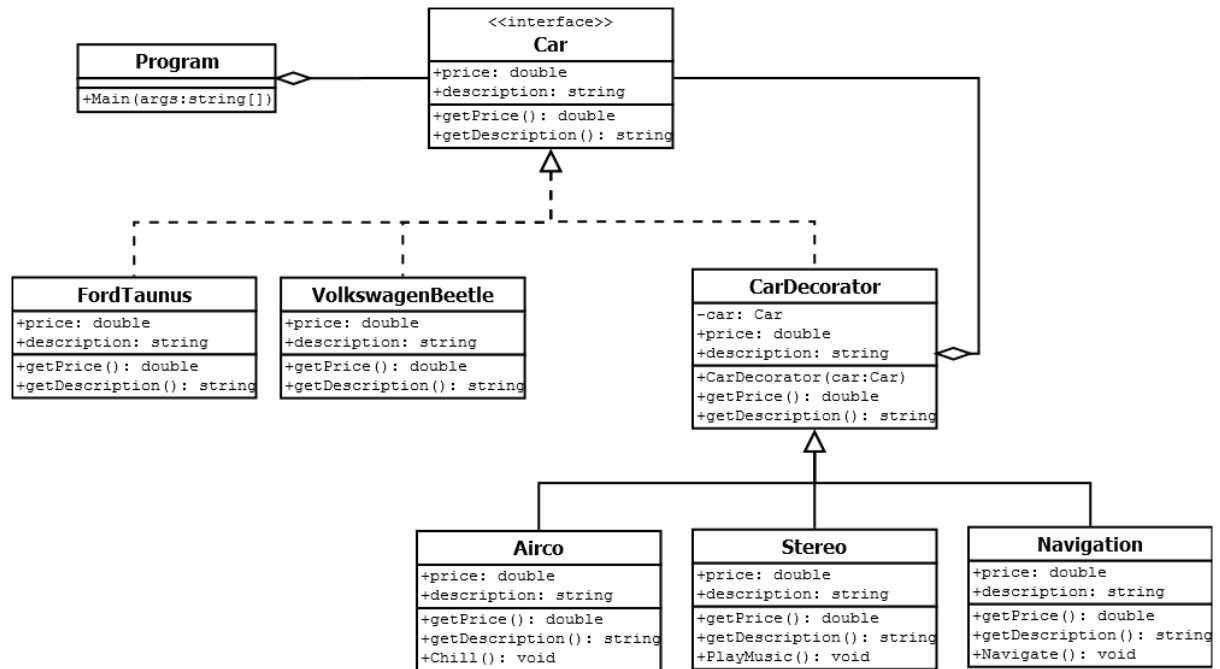 <<interface>>
Car
+price: double
+description: string
+getPrice(): double
+getDescription(): string
Program
+Main(args:string[])
FordTaunus
+price: double
+description: string
+getPrice(): double
+getDescription(): string
VolkswagenBeetle
+price: double
+description: string
+getPrice(): double
+getDescription(): string
CarDecorator
-car: Car
+price: double
+description: string
+CarDecorator(car:Car)
+getPrice(): double
+getDescription(): string
Airco
+price: double
+description: string
+getPrice(): double
+getDescription(): string
+Chill(): void
Stereo
+price: double
+description: string
+getPrice(): double
+getDescription(): string
+PlayMusic(): void
Navigation
+price: double
+description: string
+getPrice(): double
+getDescription(): string
+Navigate(): void